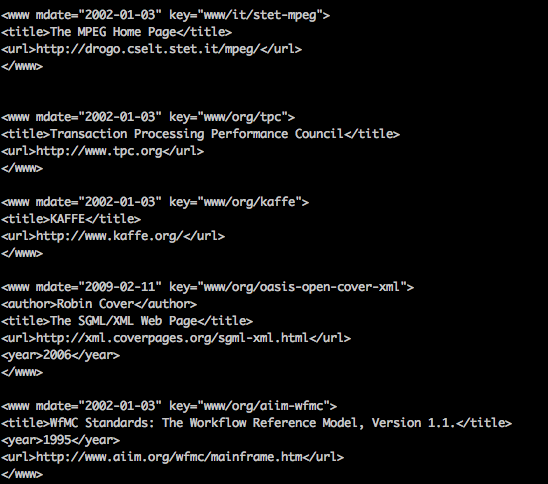 <www mdate="2002-01-03" key="www/it/stet-mpeg">
<title>The MPEG Home Page</title>
<url>http://drogo.cselt.stet.it/mpeg/</url>
</www>
<www mdate="2002-01-03" key="www/org/tpc">
<title>Transaction Processing Performance Council</title>
<url>http://www.tpc.org</url>
</www>
<www mdate="2002-01-03" key="www/org/kaffe">
<title>KAFFE</title>
<url>http://www.kaffe.org/</url>
</www>
<www mdate="2009-02-11" key="www/org/oasis-open-cover-xml">
<author>Robin Cover</author>
<title>The SGML/XML Web Page</title>
<url>http://xml.coverpages.org/sgml-xml.html</url>
<year>2006</year>
</www>
<www mdate="2002-01-03" key="www/org/aiim-wfmc">
<title>WfMC Standards: The Workflow Reference Model, Version 1.1.</title>
<year>1995</year>
<url>http://www.aiim.org/wfmc/mainframe.htm</url>
</www>